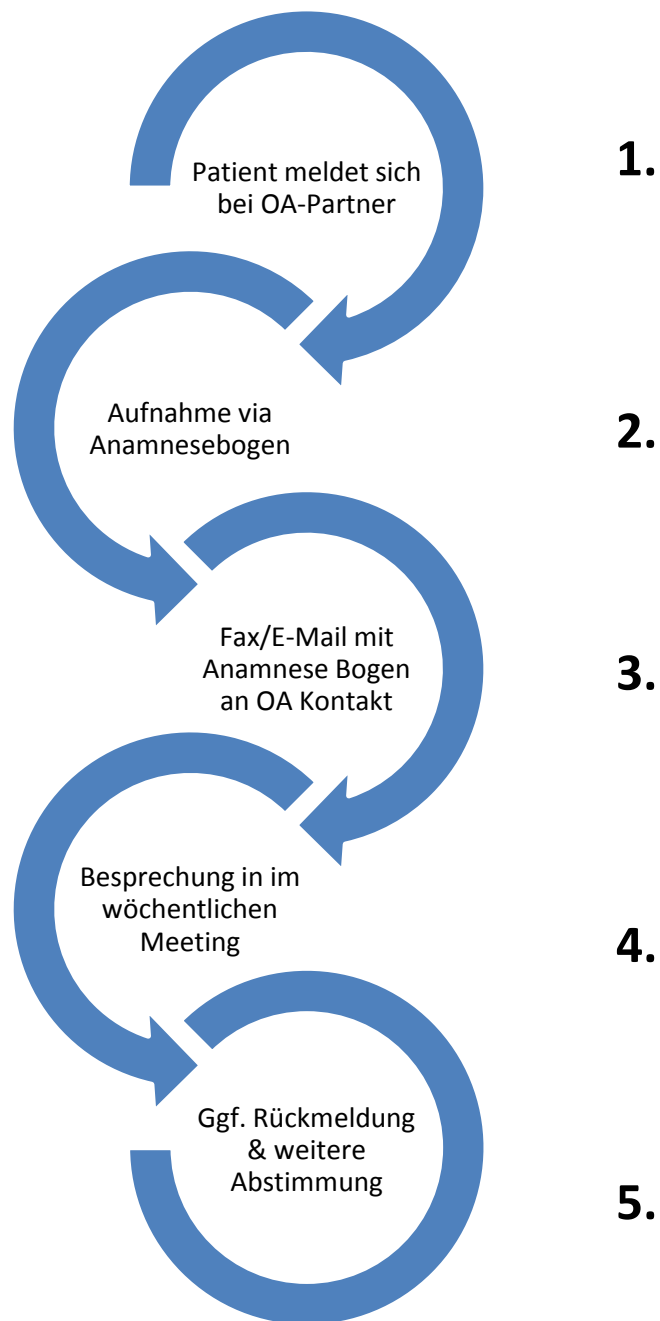 Patient meldet sich
bei OA-Partner
1.
Aufnahme via
Anamnesebogen
2.
Fax/E-Mail mit
Anamnese Bogen
an OA Kontakt
3.
Besprechung in im
wöchentlichen
Meeting
4.
Ggf. Rückmeldung
& weitere
Abstimmung
5.